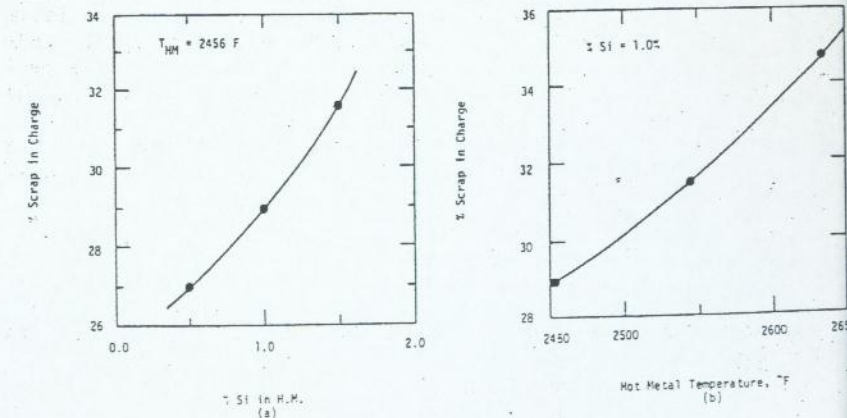 34
32
30
28
26
% Scrap in Charge
T_HM = 2456 F
0.0
1.0
2.0
% Si in H.M.
(a)
36
34
32
30
28
% Scrap in Charge
% Si = 1.0%
2450
2500
2600
265
Hot Metal Temperature, °F
(b)